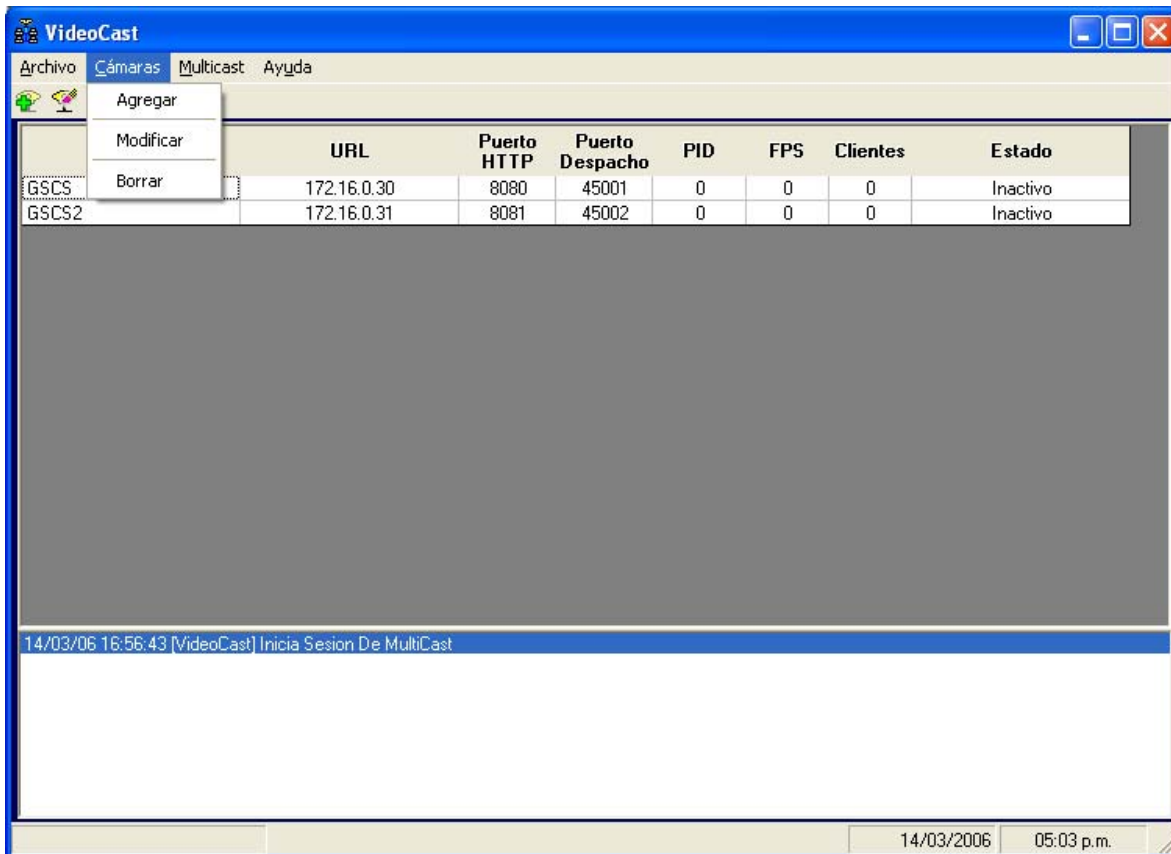 VideoCast
Archivo Cámaras Multicast Ayuda
Agregar
Modificar
Borrar
URL Puerto HTTP Puerto Despacho PID FPS Clientes Estado
GSCS 172.16.0.30 8080 45001 0 0 0 Inactivo
GSCS2 172.16.0.31 8081 45002 0 0 0 Inactivo
14/03/06 16:56:43 [VideoCast] Inicia Sesion De MultiCast
14/03/2006 05:03 p.m.